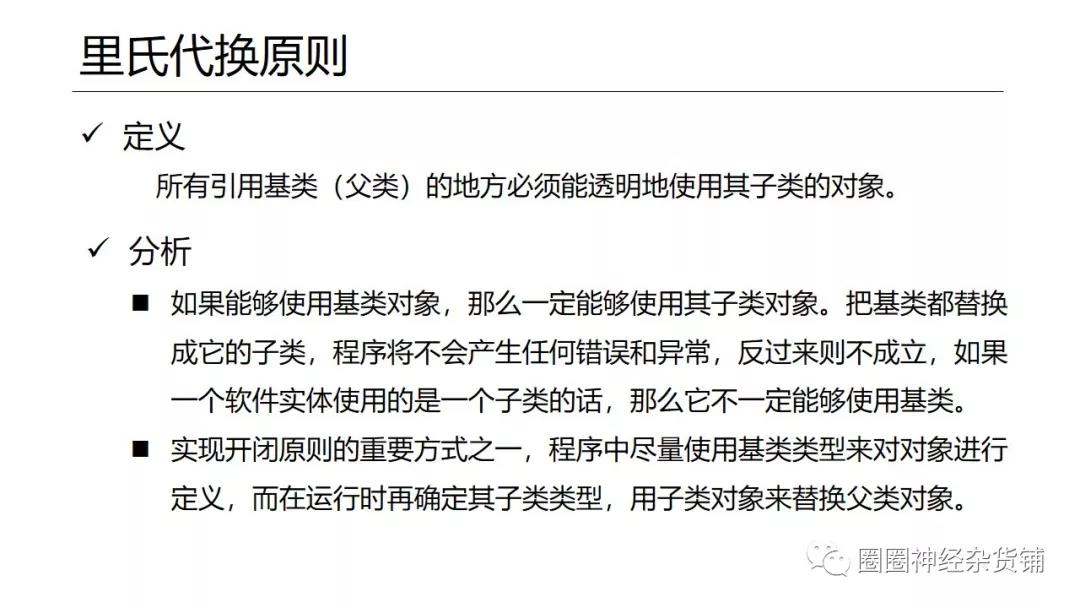 里氏代换原则
✓ 定义
所有引用基类（父类）的地方必须能透明地使用其子类的对象。
✓ 分析
■ 如果能够使用基类对象，那么一定能够使用其子类对象。把基类都替换
成它的子类，程序将不会产生任何错误和异常，反过来则不成立，如果
一个软件实体使用的是一个子类的话，那么它不一定能够使用基类。
■ 实现开闭原则的重要方式之一，程序中尽量使用基类类型来对对象进行
定义，而在运行时再确定其子类类型，用子类对象来替换父类对象。
圈圈神经杂货铺